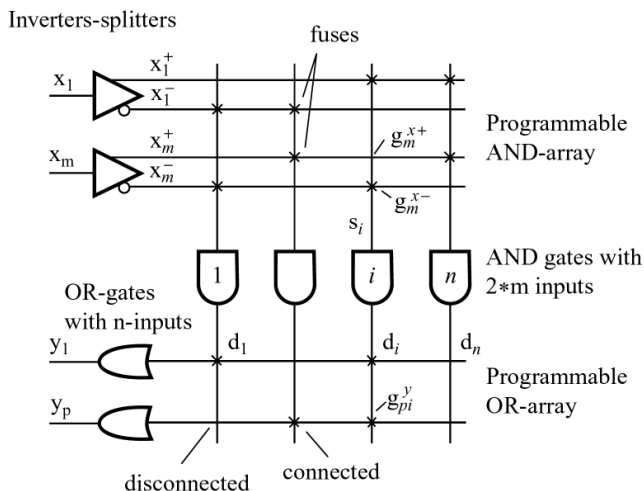 Inverters-splitters
fuses
x₁
x₁⁺
x₁⁻
xₘ
xₘ⁺
xₘ⁻
gₘˣ⁺
gₘˣ⁻
Programmable
AND-array
sᵢ
1
i
n
AND gates with
2*m inputs
OR-gates
with n-inputs
y₁
d₁
dᵢ
dₙ
yₚ
gₚᵢʸ
Programmable
OR-array
disconnected
connected